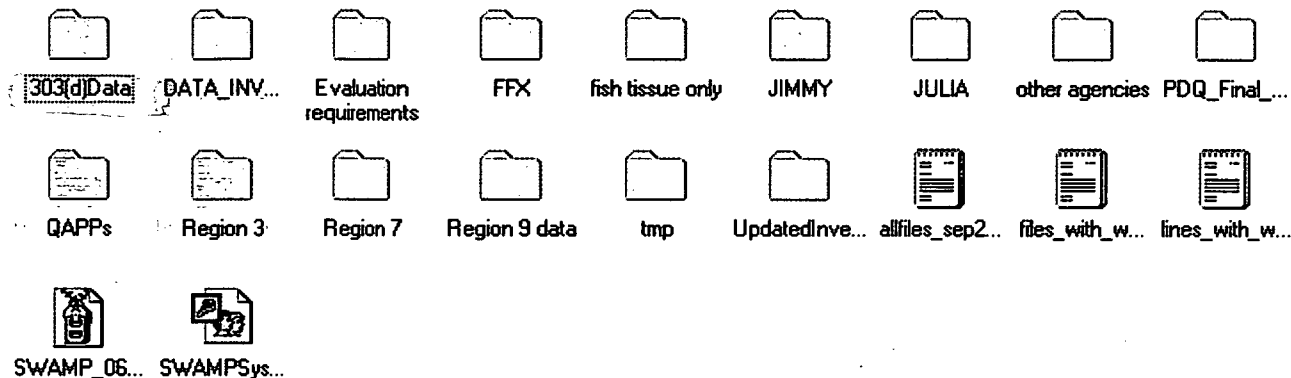 303(d)Data DATA_INV... Evaluation requirements FFX fish tissue only JIMMY JULIA other agencies PDQ_Final_...
QAPPs Region 3 Region 7 Region 9 data tmp UpdatedInve... allfiles_sep2... files_with_w... lines_with_w...
SWAMP_06... SWAMPSys...